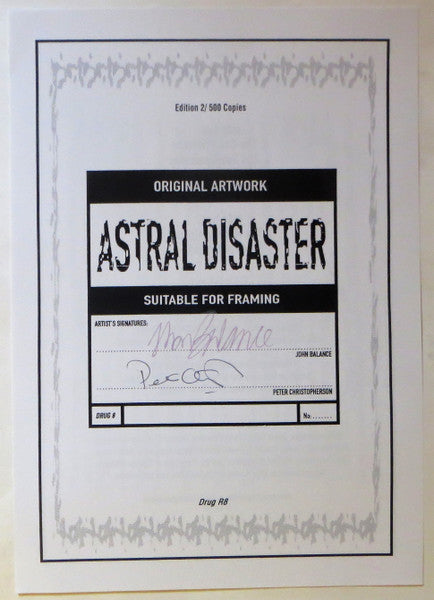 Edition 2/ 500 Copies
ORIGINAL ARTWORK
ASTRAL DISASTER
SUITABLE FOR FRAMING
ARTIST'S SIGNATURES:
Balance
JOHN BALANCE
PETER CHRISTOPHERSON
DRUG #
No:.......
Drug R8